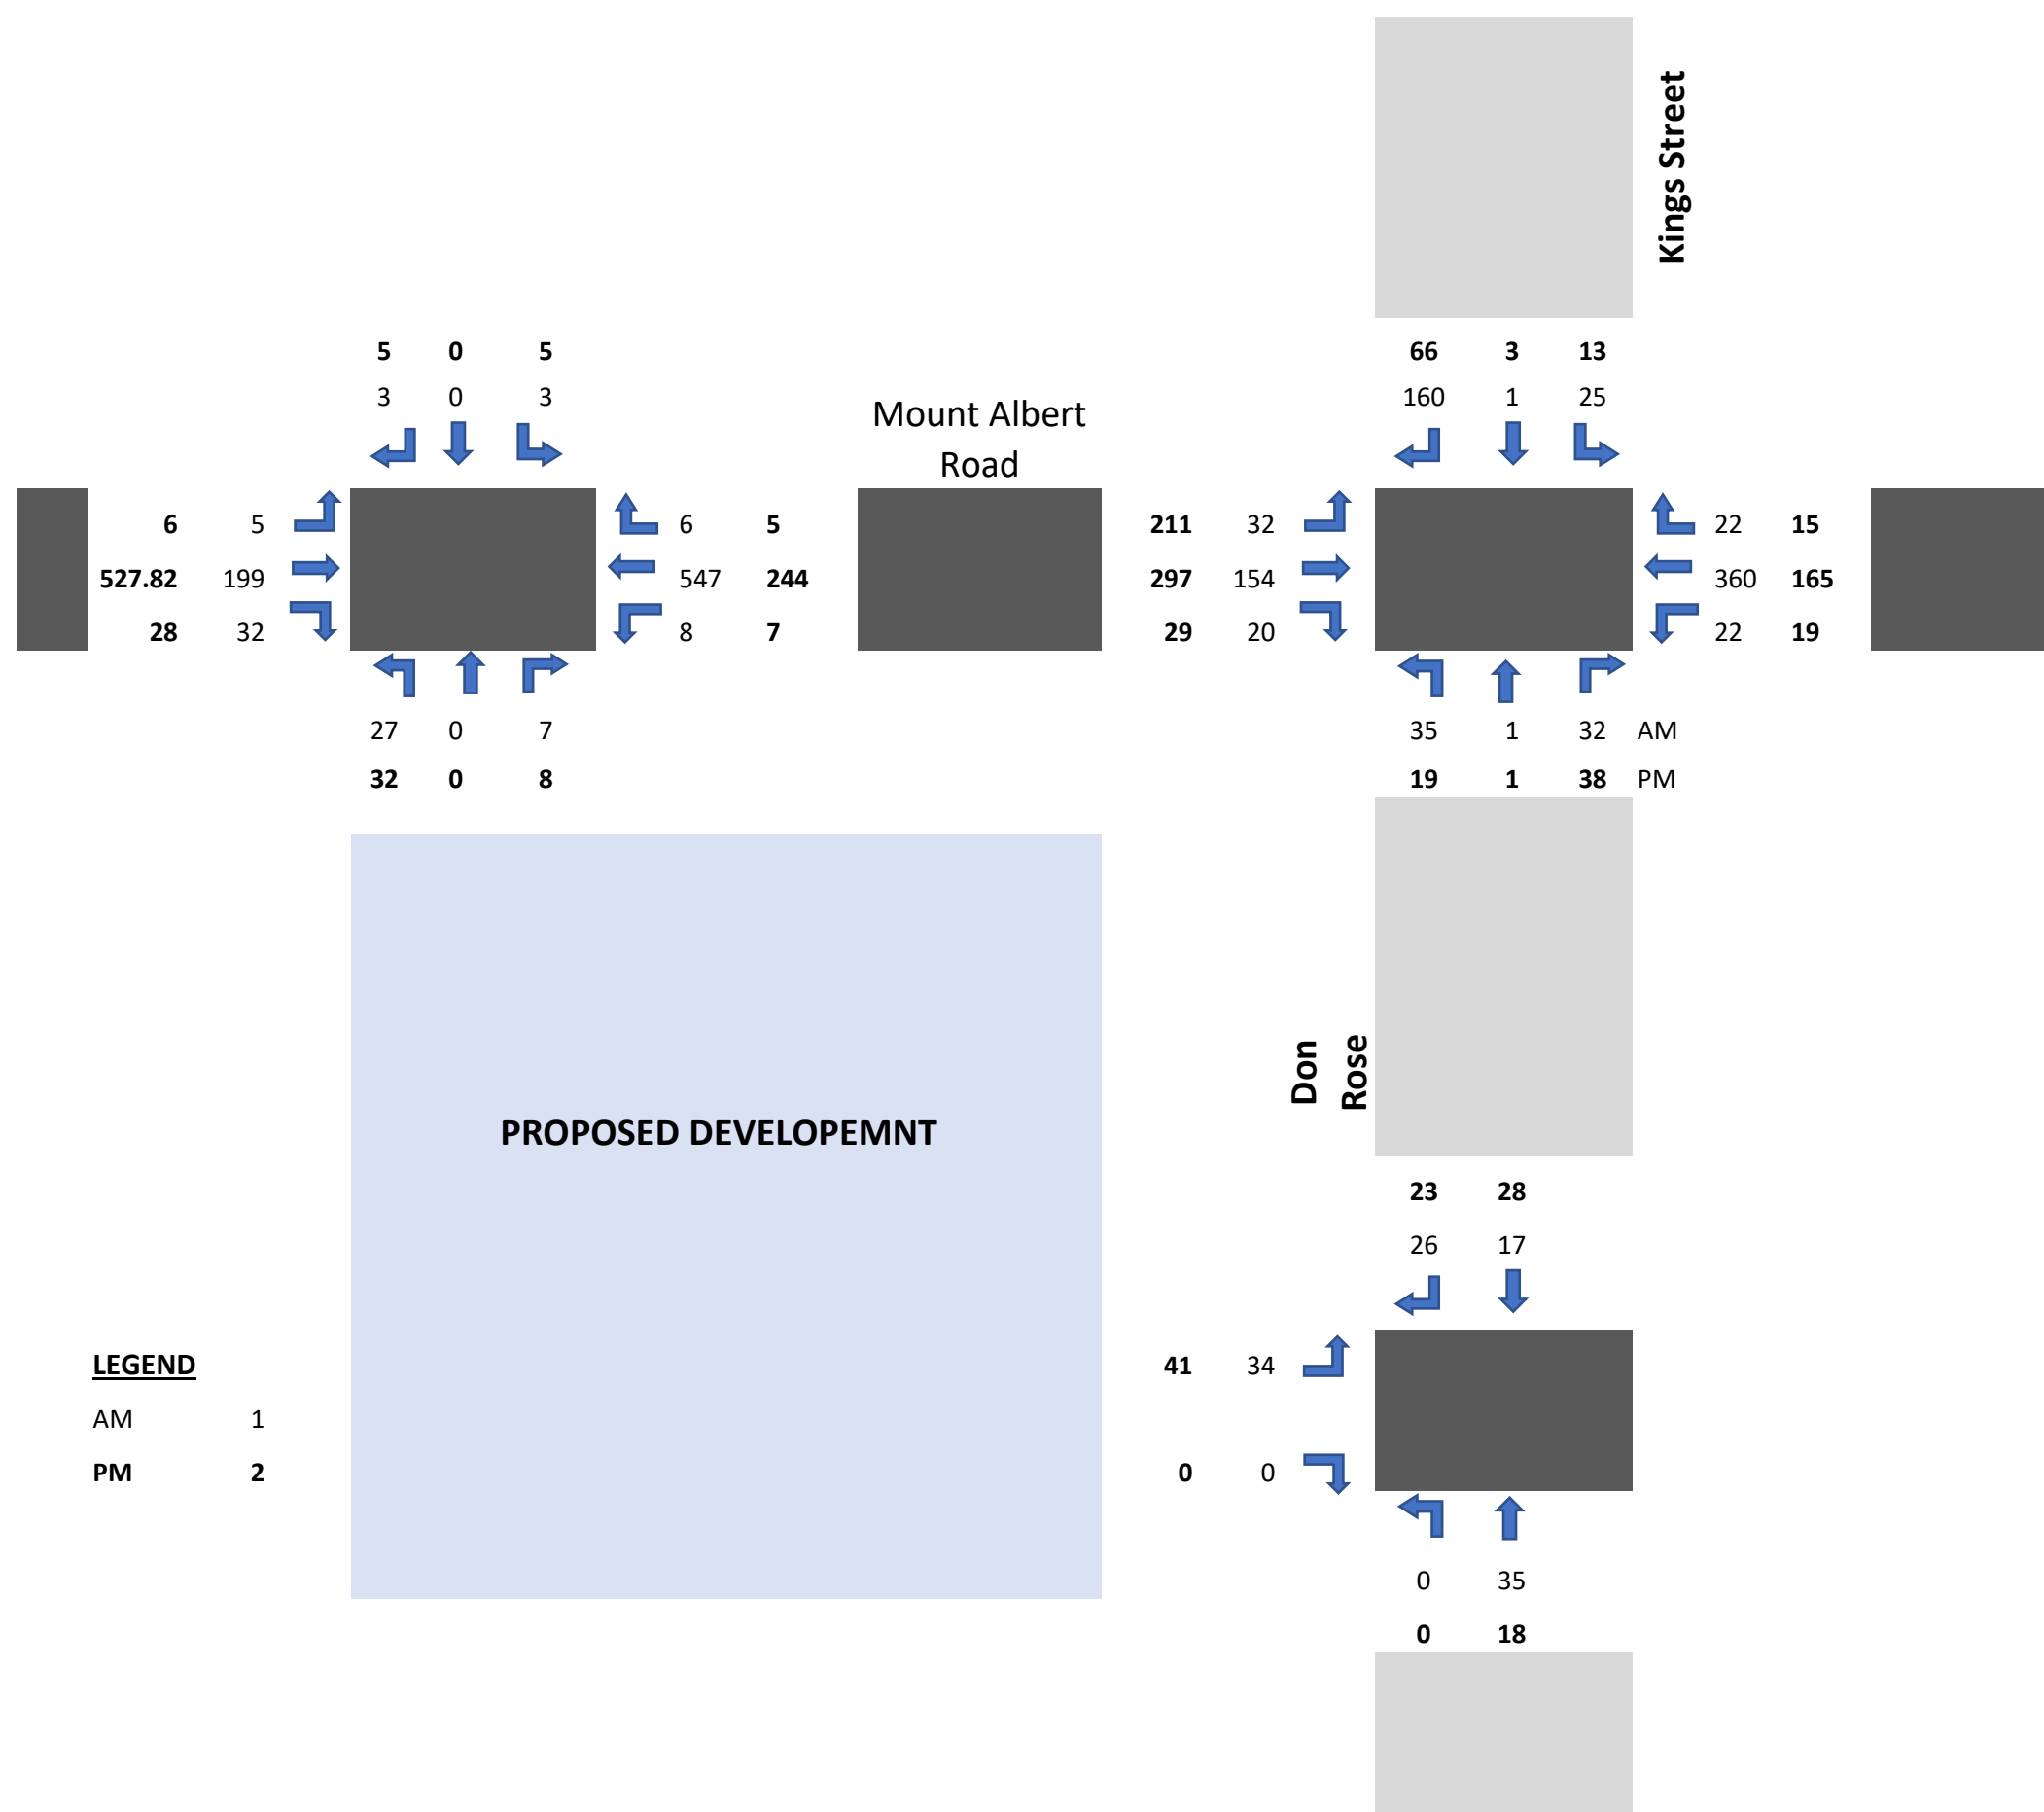 Kings Street
5 0 5
66 3 13
3 0 3
160 1 25
Mount Albert
Road
6 5 6 5
211 32 22 15
527.82 199 547 244
297 154 360 165
28 32 8 7
29 20 22 19
27 0 7
35 1 32 AM
32 0 8
19 1 38 PM
Don
Rose
PROPOSED DEVELOPEMNT
23 28
26 17
LEGEND
41 34
AM 1
PM 2
0 0
0 35
0 18